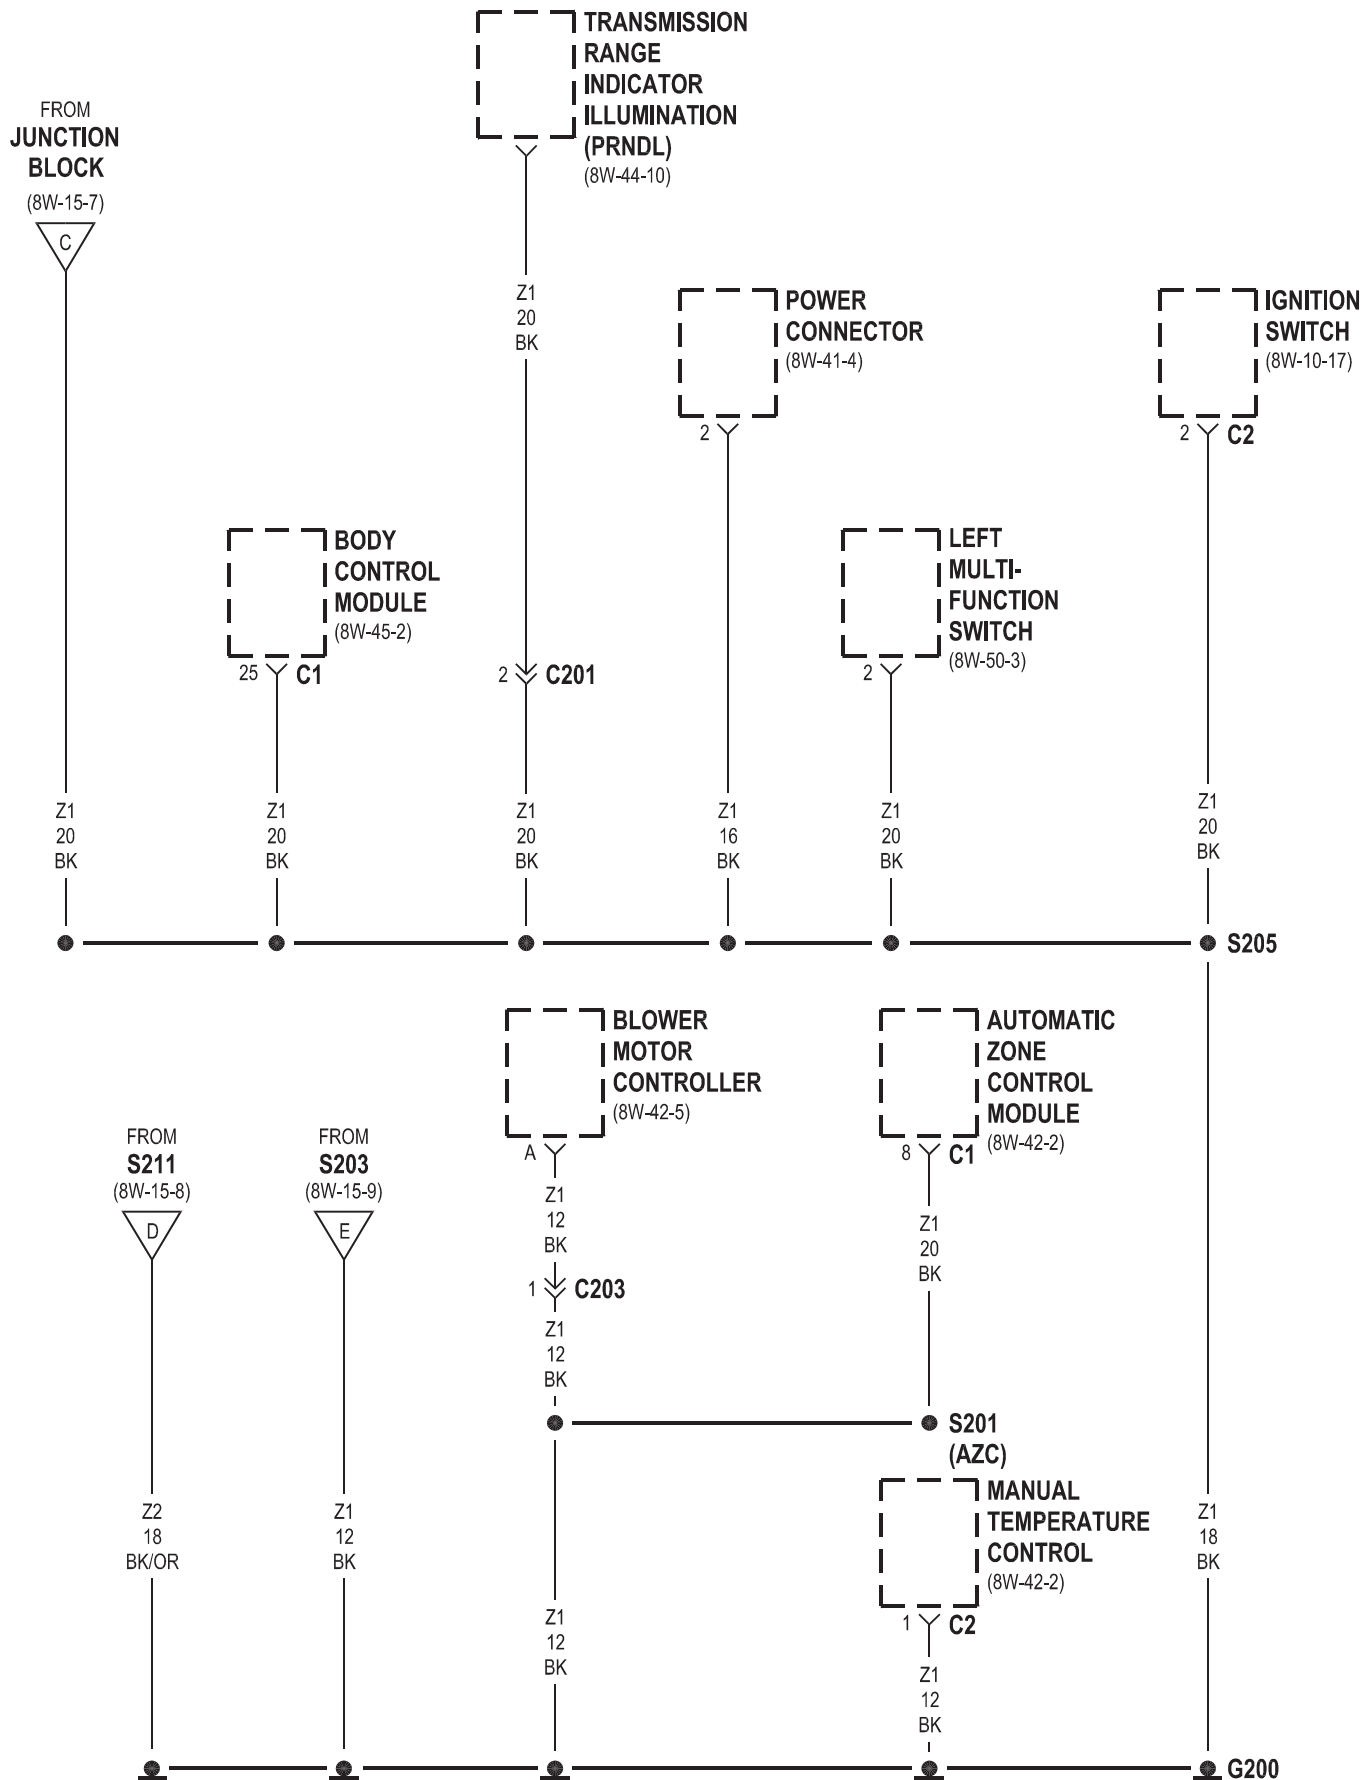 TRANSMISSION
RANGE
INDICATOR
ILLUMINATION
(PRNDL)
(8W-44-10)
FROM
JUNCTION
BLOCK
(8W-15-7)
C
Z1
20
BK
POWER
CONNECTOR
(8W-41-4)
2
IGNITION
SWITCH
(8W-10-17)
2 C2
BODY
CONTROL
MODULE
(8W-45-2)
25 C1
2 C201
LEFT
MULTI-
FUNCTION
SWITCH
(8W-50-3)
2
Z1
20
BK
Z1
20
BK
Z1
20
BK
Z1
16
BK
Z1
20
BK
Z1
20
BK
S205
BLOWER
MOTOR
CONTROLLER
(8W-42-5)
A
AUTOMATIC
ZONE
CONTROL
MODULE
(8W-42-2)
8 C1
FROM
S211
(8W-15-8)
D
FROM
S203
(8W-15-9)
E
Z1
12
BK
Z1
20
BK
1 C203
Z1
12
BK
S201
(AZC)
MANUAL
TEMPERATURE
CONTROL
(8W-42-2)
1 C2
Z2
18
BK/OR
Z1
12
BK
Z1
18
BK
Z1
12
BK
Z1
12
BK
G200